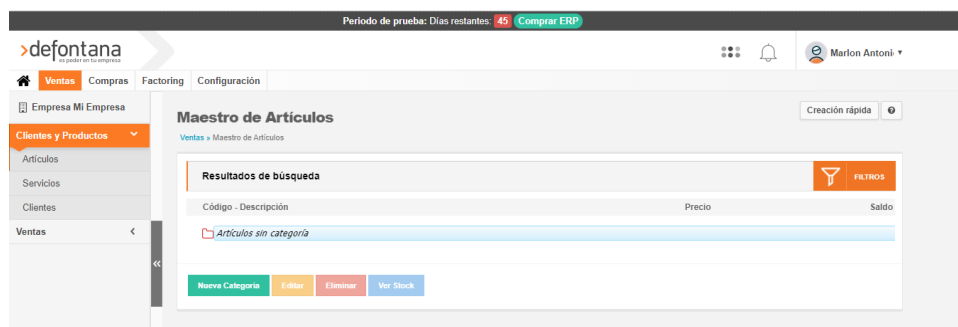 Periodo de prueba: Días restantes: 45 Comprar ERP
defontana
es poder en tu empresa
Marlon Antoni
Ventas Compras Factoring Configuración
Empresa Mi Empresa
Clientes y Productos
Artículos
Servicios
Clientes
Ventas
Maestro de Artículos
Creación rápida
Ventas » Maestro de Artículos
Resultados de búsqueda
FILTROS
Código - Descripción Precio Saldo
Artículos sin categoría
Nueva Categoria Editar Eliminar Ver Stock